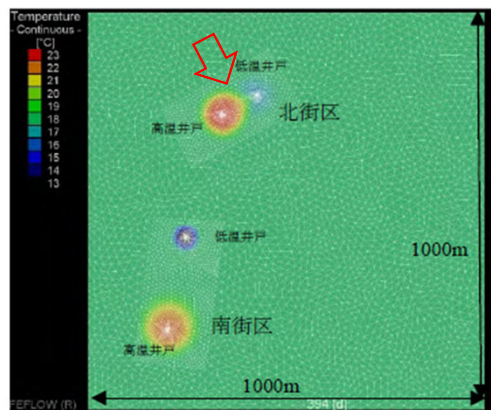 Temperature
- Continuous -
[°C]
23
22
21
20
19
18
17
16
15
14
13
低温井戸
高温井戸
北街区
低温井戸
1000m
南街区
高温井戸
1000m
FEFLOW (R)
394 [d]